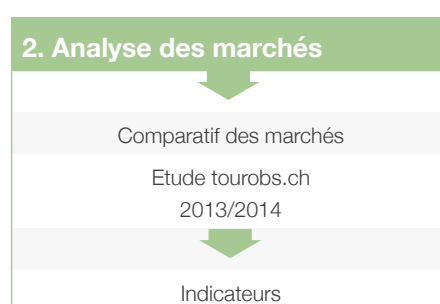 2. Analyse des marchés
Comparatif des marchés
Etude tourobs.ch
2013/2014
Indicateurs